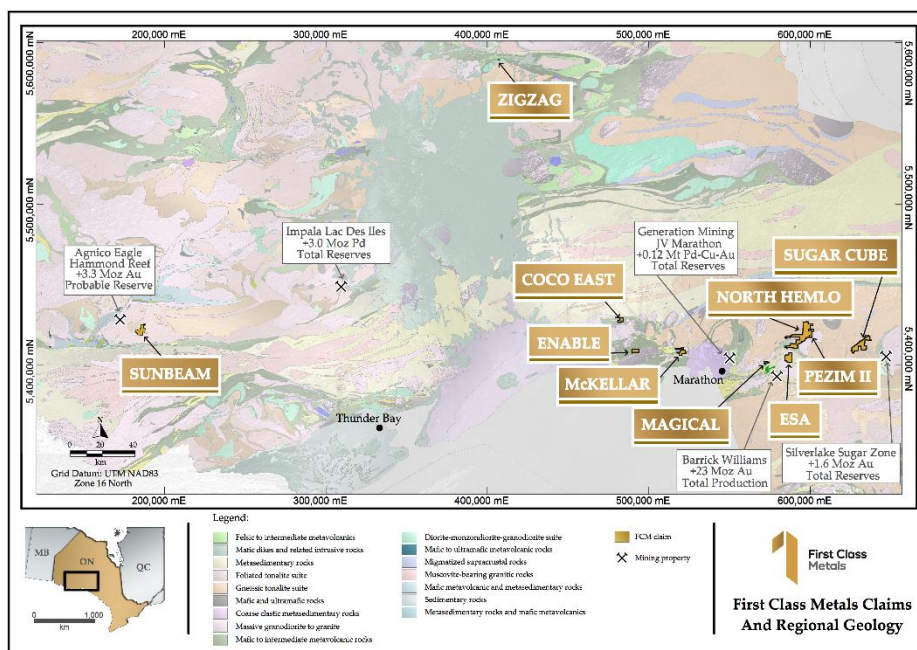 200,000 mE
300,000 mE
400,000 mE
500,000 mE
600,000 mE
5,600,000 mN
5,500,000 mN
5,400,000 mN
5,600,000 mN
5,500,000 mN
5,400,000 mN
ZIGZAG
Agnico Eagle
Hammond Reef
+3.3 Moz Au
Probable Reserve
Impala Lac Des Iles
+3.0 Moz Pd
Total Reserves
Generation Mining
JV Marathon
+0.12 Mt Pd-Cu-Au
Total Reserves
SUGAR CUBE
COCO EAST
NORTH HEMLO
ENABLE
SUNBEAM
McKELLAR
Marathon
PEZIM II
MAGICAL
ESA
Thunder Bay
Barrick Williams
+23 Moz Au
Total Production
Silverlake Sugar Zone
+1.6 Moz Au
Total Reserves
N
0 20 40
km
Grid Datum: UTM NAD83
Zone 16 North
200,000 mE
300,000 mE
400,000 mE
500,000 mE
600,000 mE
MB
ON
QC
0 1,000
km
Legend:
Felsic to intermediate metavolcanics
Mafic dikes and related intrusive rocks
Metasedimentary rocks
Foliated tonalite suite
Gneissic tonalite suite
Mafic and ultramafic rocks
Coarse clastic metasedimentary rocks
Massive granodiorite to granite
Mafic to intermediate metavolcanic rocks
Diorite-monzondiorite-granodiorite suite
Mafic to ultramafic metavolcanic rocks
Migmatized supracrustal rocks
Muscovite-bearing granitic rocks
Mafic metavolcanic and metasedimentary rocks
Sedimentary rocks
Metasedimentary rocks and mafic metavolcanics
FCM claim
Mining property
First Class
Metals
First Class Metals Claims
And Regional Geology